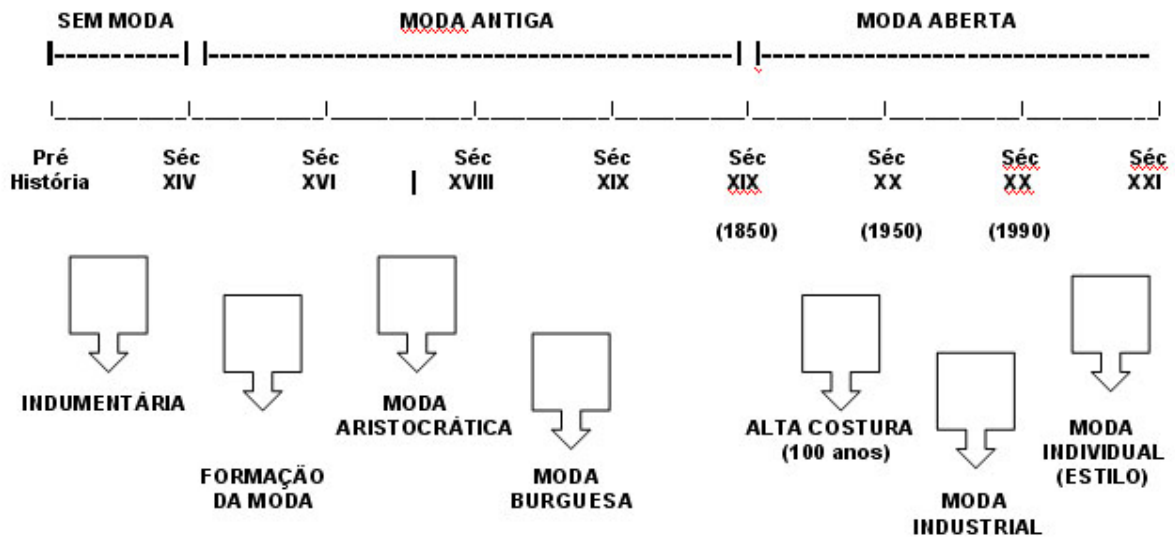 SEM MODA MODA ANTIGA MODA ABERTA
Pré Séc Séc Séc Séc Séc Séc Séc Séc
História XIV XVI | XVIII XIX XIX XX XX XXI
(1850) (1950) (1990)
INDUMENTÁRIA
FORMAÇÃO
DA MODA
MODA
ARISTOCRÁTICA
MODA
BURGUESA
ALTA COSTURA
(100 anos)
MODA
INDUSTRIAL
MODA
INDIVIDUAL
(ESTILO)